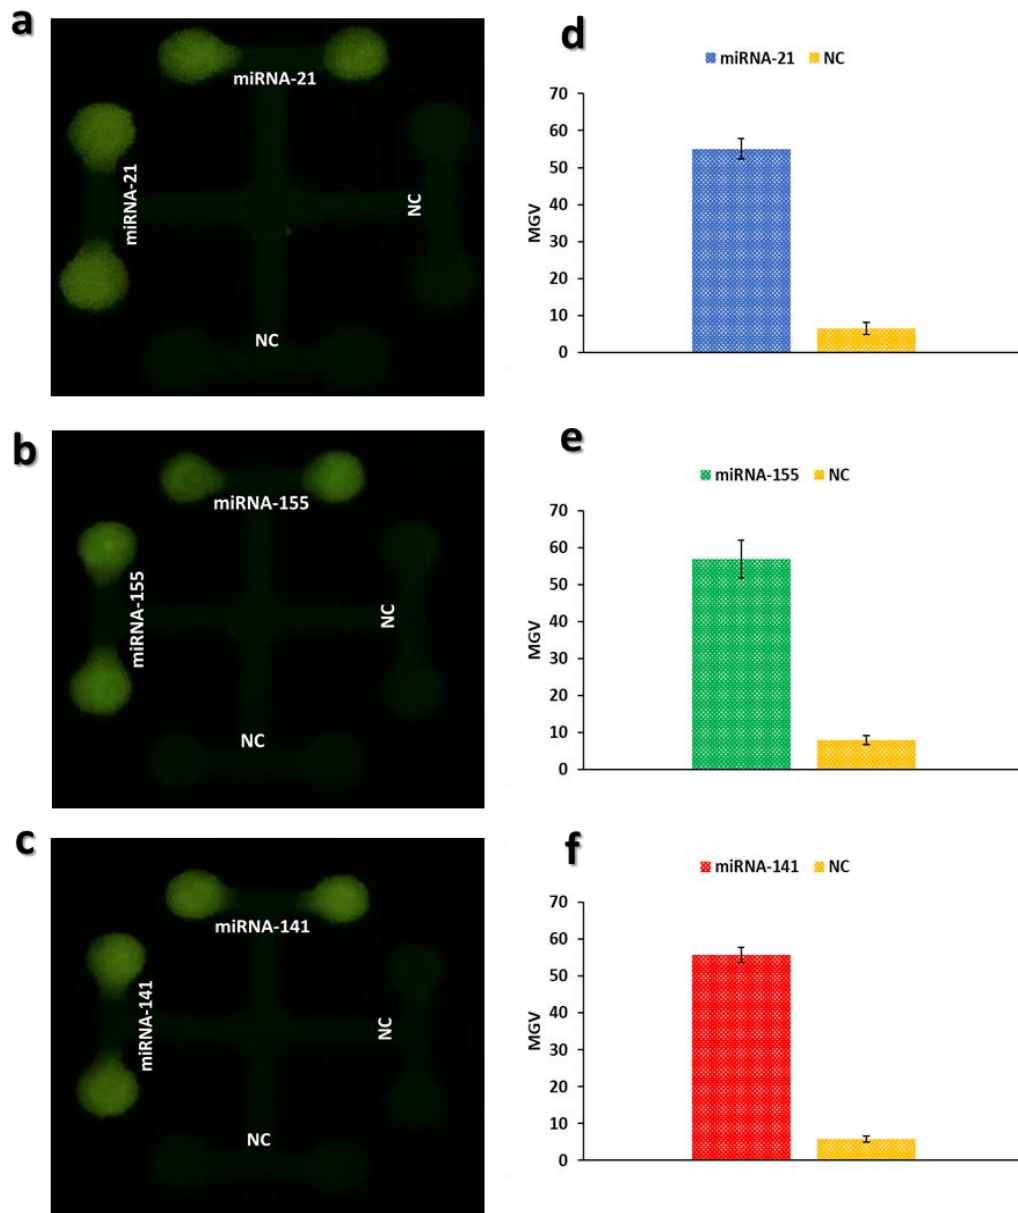 a
miRNA-21
miRNA-21
NC
NC
d
miRNA-21 NC
70
60
50
40
30
20
10
0
MGV
b
miRNA-155
miRNA-155
NC
NC
e
miRNA-155 NC
70
60
50
40
30
20
10
0
MGV
c
miRNA-141
miRNA-141
NC
NC
f
miRNA-141 NC
70
60
50
40
30
20
10
0
MGV